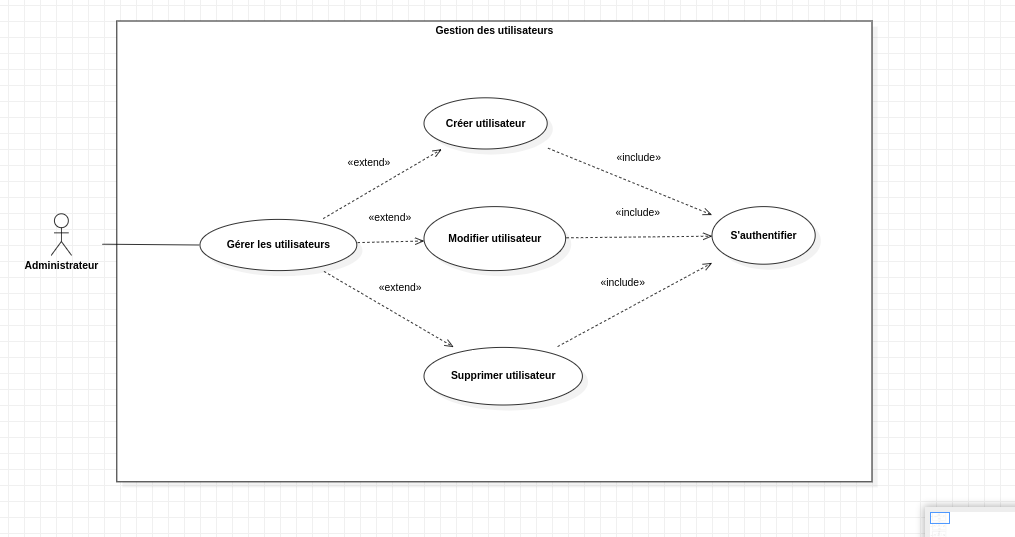 Gestion des utilisateurs
Créer utilisateur
«extend»
«include»
«extend»
«include»
Administrateur
Gérer les utilisateurs
Modifier utilisateur
S'authentifier
«extend»
«include»
Supprimer utilisateur